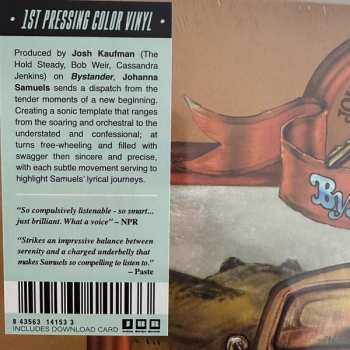 1ST PRESSING COLOR VINYL
Produced by Josh Kaufman (The
Hold Steady, Bob Weir, Cassandra
Jenkins) on Bystander, Johanna
Samuels sends a dispatch from the
tender moments of a new beginning.
Creating a sonic template that ranges
from the soaring and orchestral to the
understated and confessional; at
turns free-wheeling and filled with
swagger then sincere and precise,
with each subtle movement serving to
highlight Samuels' lyrical journeys.
"So compulsively listenable - so smart...
just brilliant. What a voice" – NPR
"Strikes an impressive balance between
serenity and a charged underbelly that
makes Samuels so compelling to listen to."
– Paste
8 43563 14153 3
INCLUDES DOWNLOAD CARD
JO
Bys